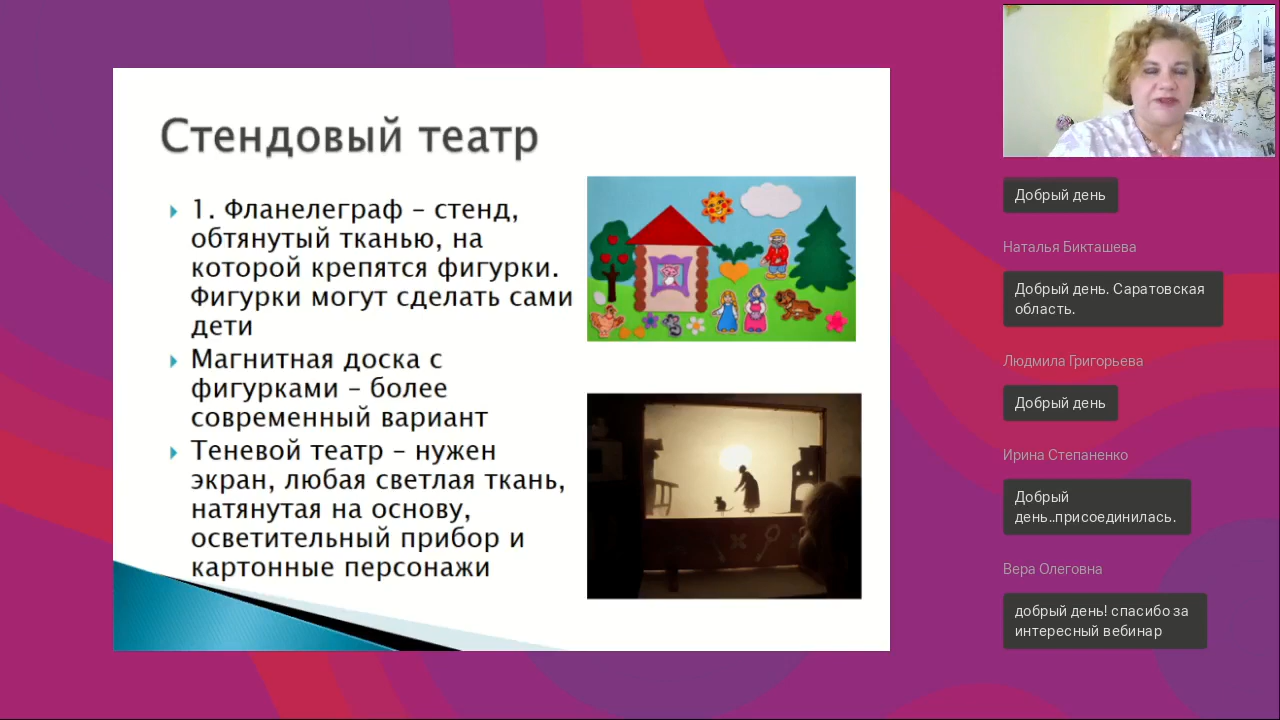 Стендовый театр
1. Фланелеграф – стенд,
обтянутый тканью, на
которой крепятся фигурки.
Фигурки могут сделать сами
дети
Магнитная доска с
фигурками – более
современный вариант
Теневой театр – нужен
экран, любая светлая ткань,
натянутая на основу,
осветительный прибор и
картонные персонажи
Добрый день
Наталья Бикташева
Добрый день. Саратовская
область.
Людмила Григорьева
Добрый день
Ирина Степаненко
Добрый
день..присоединилась.
Вера Олеговна
добрый день! спасибо за
интересный вебинар